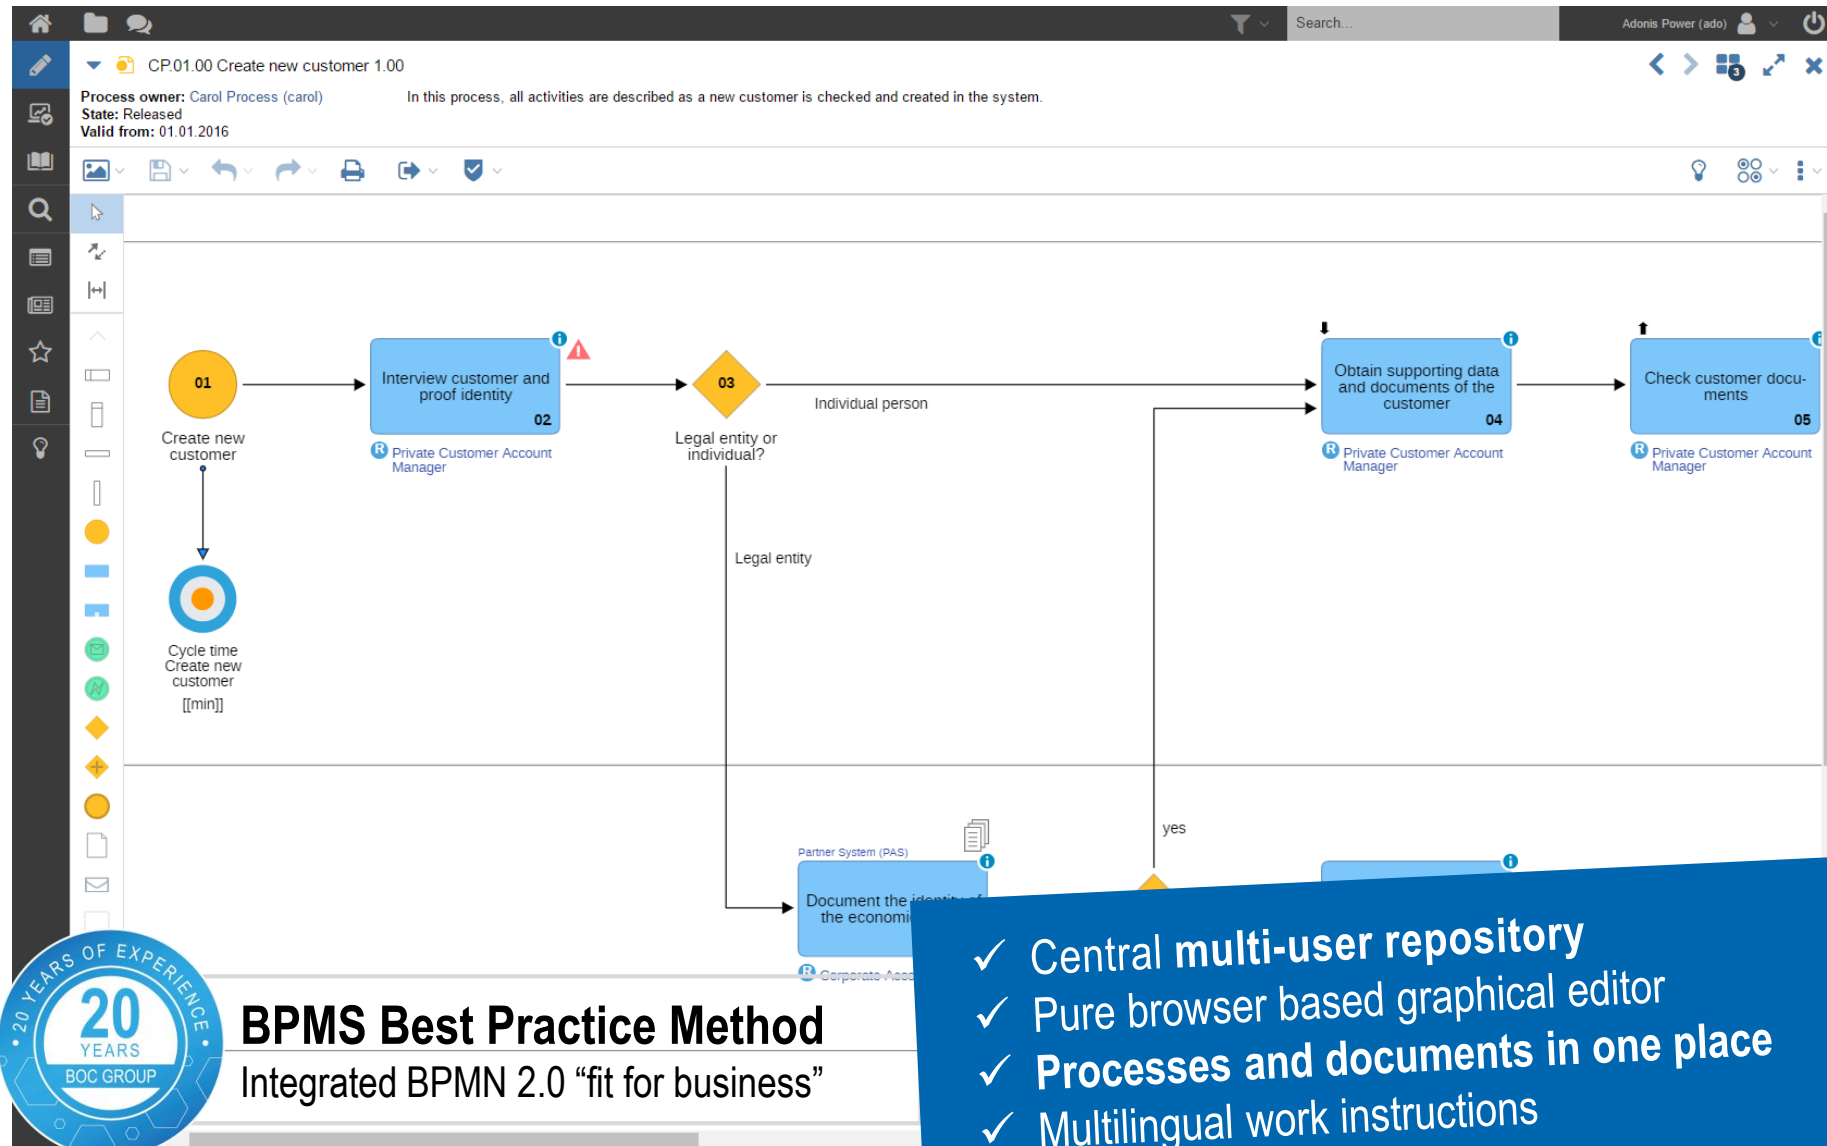 Search...
Adonis Power (ado)
CP.01.00 Create new customer 1.00
3
Process owner: Carol Process (carol)
In this process, all activities are described as a new customer is checked and created in the system.
State: Released
Valid from: 01.01.2016
01
Create new
customer
Interview customer and
proof identity
02
R Private Customer Account
Manager
03
Legal entity or
individual?
Individual person
Legal entity
Obtain supporting data
and documents of the
customer
04
R Private Customer Account
Manager
Check customer docu-
ments
05
R Private Customer Account
Manager
Cycle time
Create new
customer
[[min]]
yes
Partner System (PAS)
Document the identity of
the economi
R Corporate Acco
20 YEARS OF EXPERIENCE
20
YEARS
BOC GROUP
BPMS Best Practice Method
Integrated BPMN 2.0 “fit for business”
✓ Central multi-user repository
✓ Pure browser based graphical editor
✓ Processes and documents in one place
✓ Multilingual work instructions